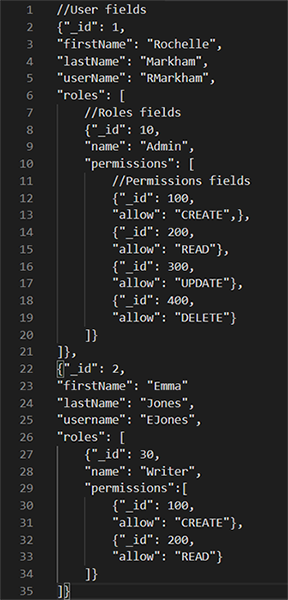 1 //User fields
2 {"_id": 1,
3 "firstName": "Rochelle",
4 "lastName": "Markham",
5 "userName": "RMarkham",
6 "roles": [
7 //Roles fields
8 {"_id": 10,
9 "name": "Admin",
10 "permissions": [
11 //Permissions fields
12 {"_id": 100,
13 "allow": "CREATE",},
14 {"_id": 200,
15 "allow": "READ"},
16 {"_id": 300,
17 "allow": "UPDATE"},
18 {"_id": 400,
19 "allow": "DELETE"}
20 ]}
21 ]},
22 {"_id": 2,
23 "firstName": "Emma"
24 "lastName": "Jones",
25 "username": "EJones",
26 "roles": [
27 {"_id": 30,
28 "name": "Writer",
29 "permissions":[
30 {"_id": 100,
31 "allow": "CREATE"},
32 {"_id": 200,
33 "allow": "READ"}
34 ]}
35 ]}